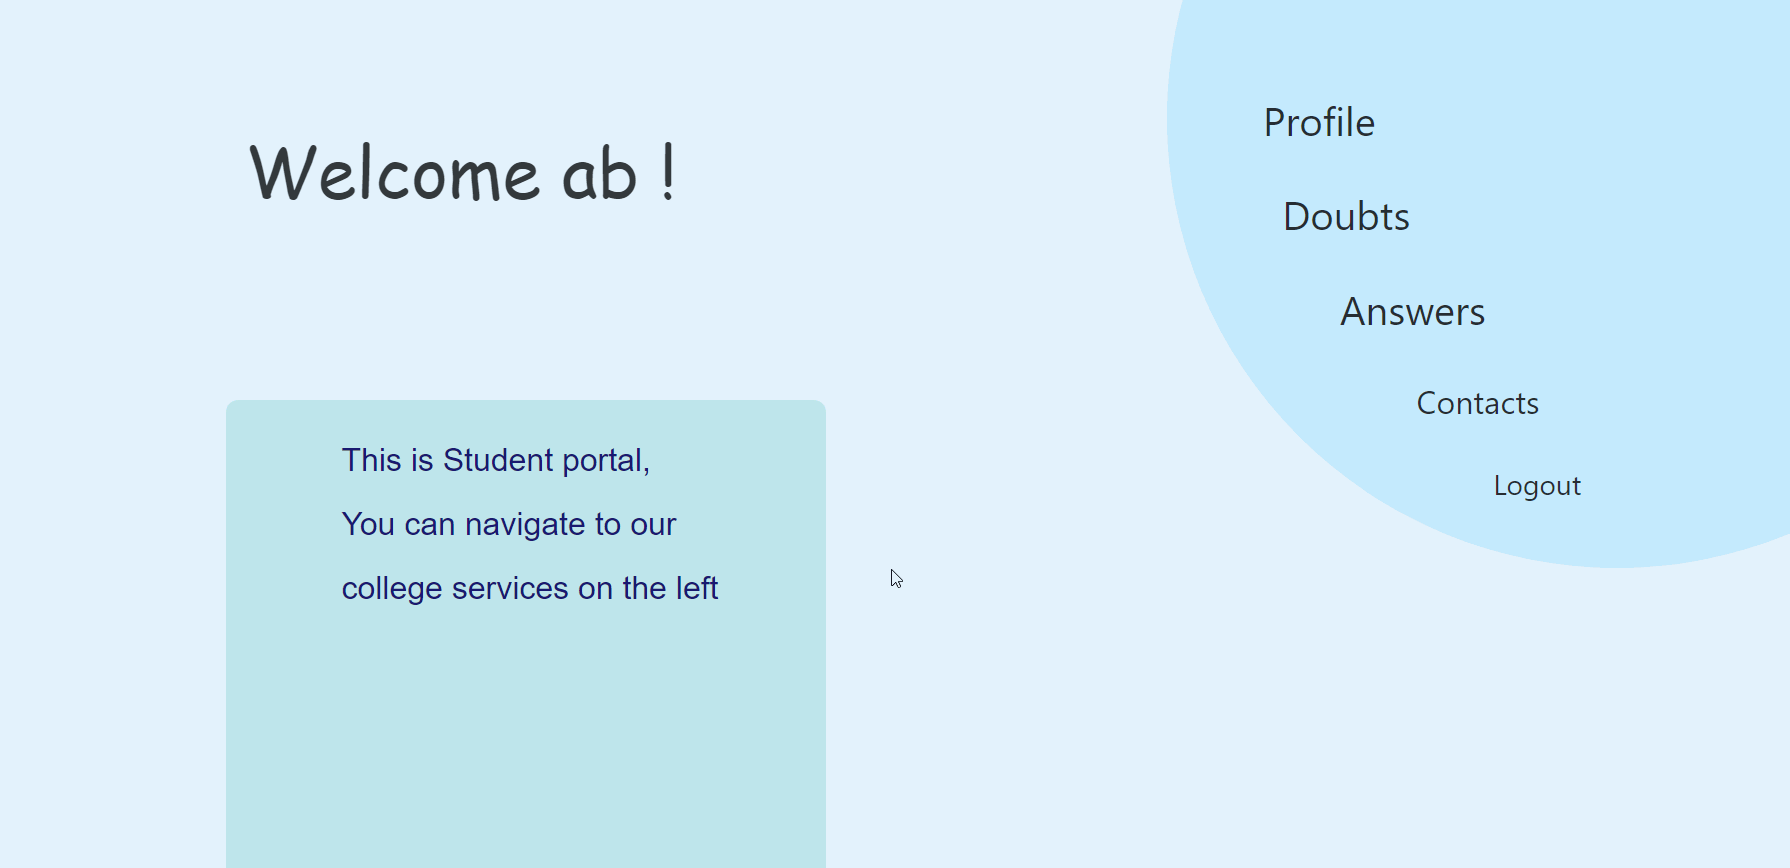 Welcome ab !
This is Student portal,
You can navigate to our
college services on the left
Profile
Doubts
Answers
Contacts
Logout